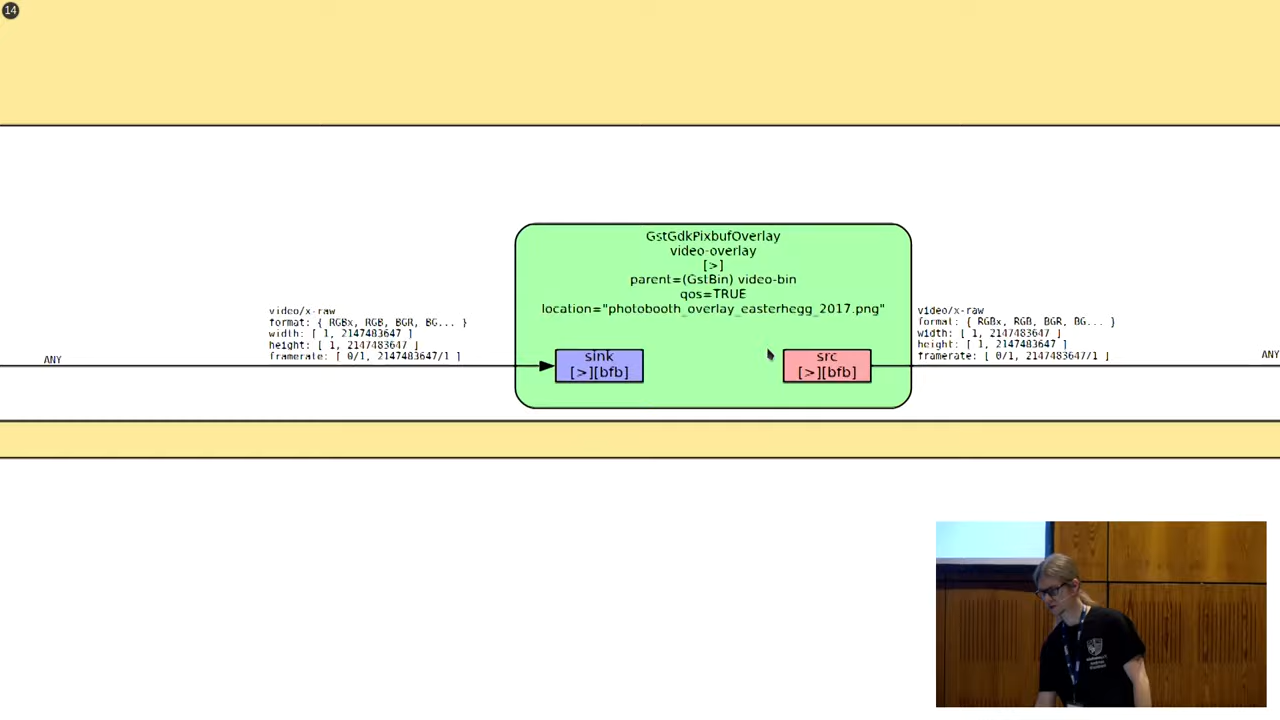 14
GstGdkPixbufOverlay
video-overlay
[>]
parent=(GstBin) video-bin
qos=TRUE
location="photobooth_overlay_easterhegg_2017.png"
video/x-raw
format: { RGBx, RGB, BGR, BG... }
width: [ 1, 2147483647 ]
height: [ 1, 2147483647 ]
framerate: [ 0/1, 2147483647/1 ]
ANY
sink
[>][bfb]
src
[>][bfb]
video/x-raw
format: { RGBx, RGB, BGR, BG... }
width: [ 1, 2147483647 ]
height: [ 1, 2147483647 ]
framerate: [ 0/1, 2147483647/1 ]
ANY